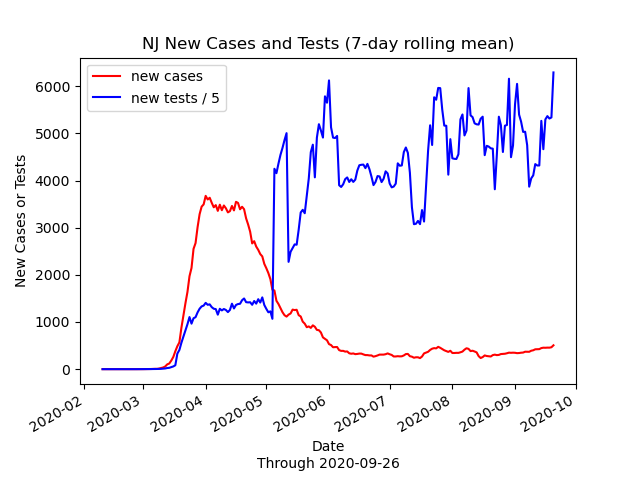 NJ New Cases and Tests (7-day rolling mean)
new cases
new tests / 5
New Cases or Tests
6000
5000
4000
3000
2000
1000
0
2020-02
2020-03
2020-04
2020-05
2020-06
2020-07
2020-08
2020-09
2020-10
Date
Through 2020-09-26